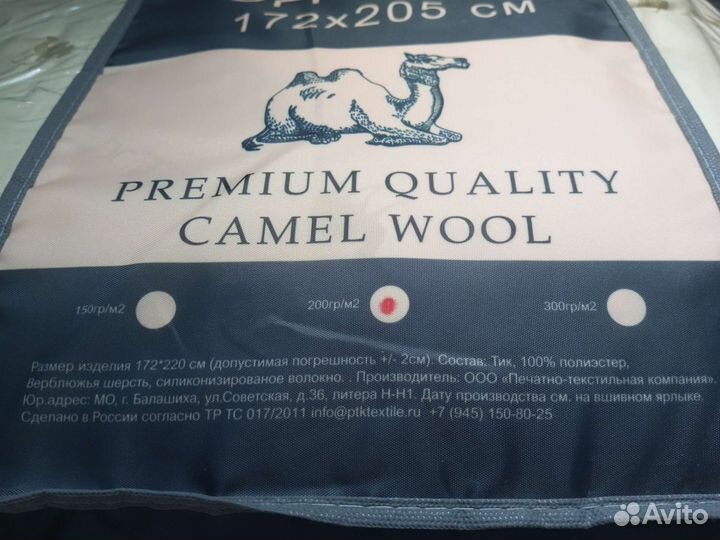 172x205 см
PREMIUM QUALITY
CAMEL WOOL
150гр/м2 200гр/м2 300гр/м2
Размер изделия 172*220 см (допустимая погрешность +/- 2см). Состав: Тик, 100% полиэстер,
Верблюжья шерсть, силиконизированое волокно. . Производитель: ООО «Печатно-текстильная компания».
Юр.адрес: МО, г. Балашиха, ул.Советская, д.36, литера Н-Н1. Дату производства см. на вшивном ярлыке.
Сделано в России согласно ТР ТС 017/2011 info@ptktextile.ru +7 (945) 150-80-25
Avito